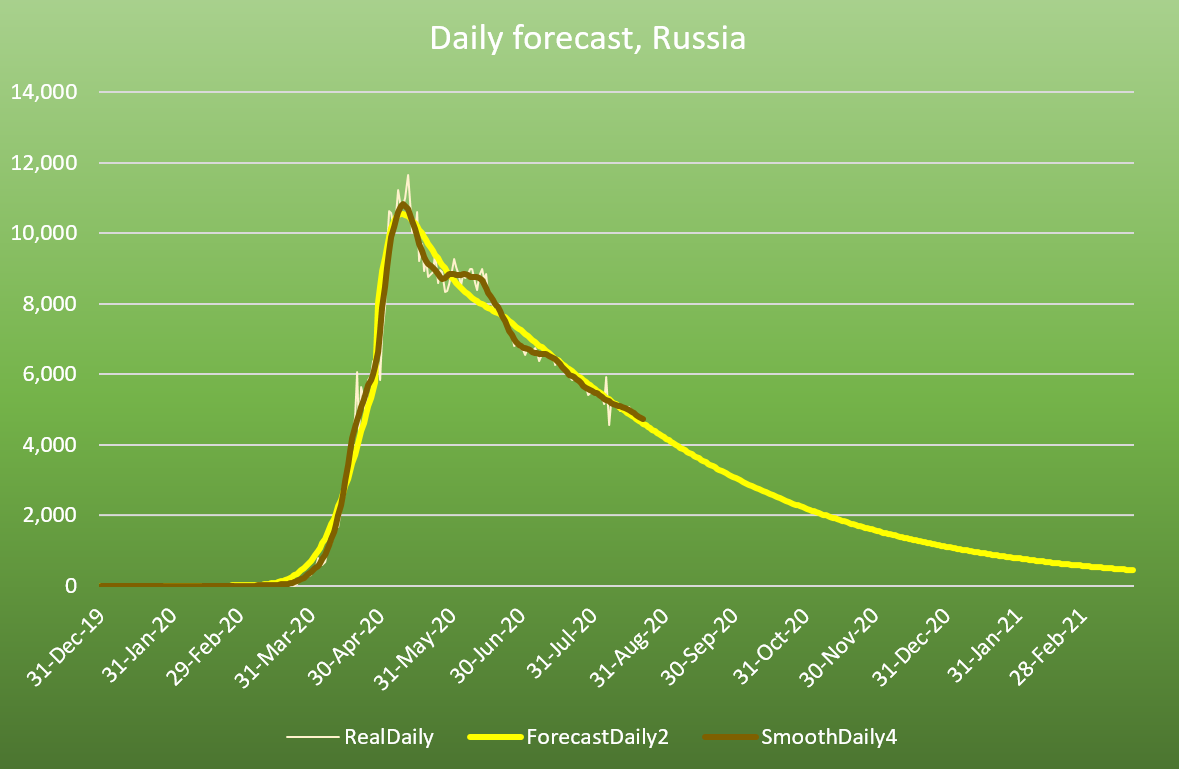 Daily forecast, Russia
14,000
12,000
10,000
8,000
6,000
4,000
2,000
0
31-Dec-19
31-Jan-20
29-Feb-20
31-Mar-20
30-Apr-20
31-May-20
30-Jun-20
31-Jul-20
31-Aug-20
30-Sep-20
31-Oct-20
30-Nov-20
31-Dec-20
31-Jan-21
28-Feb-21
RealDaily ForecastDaily2 SmoothDaily4